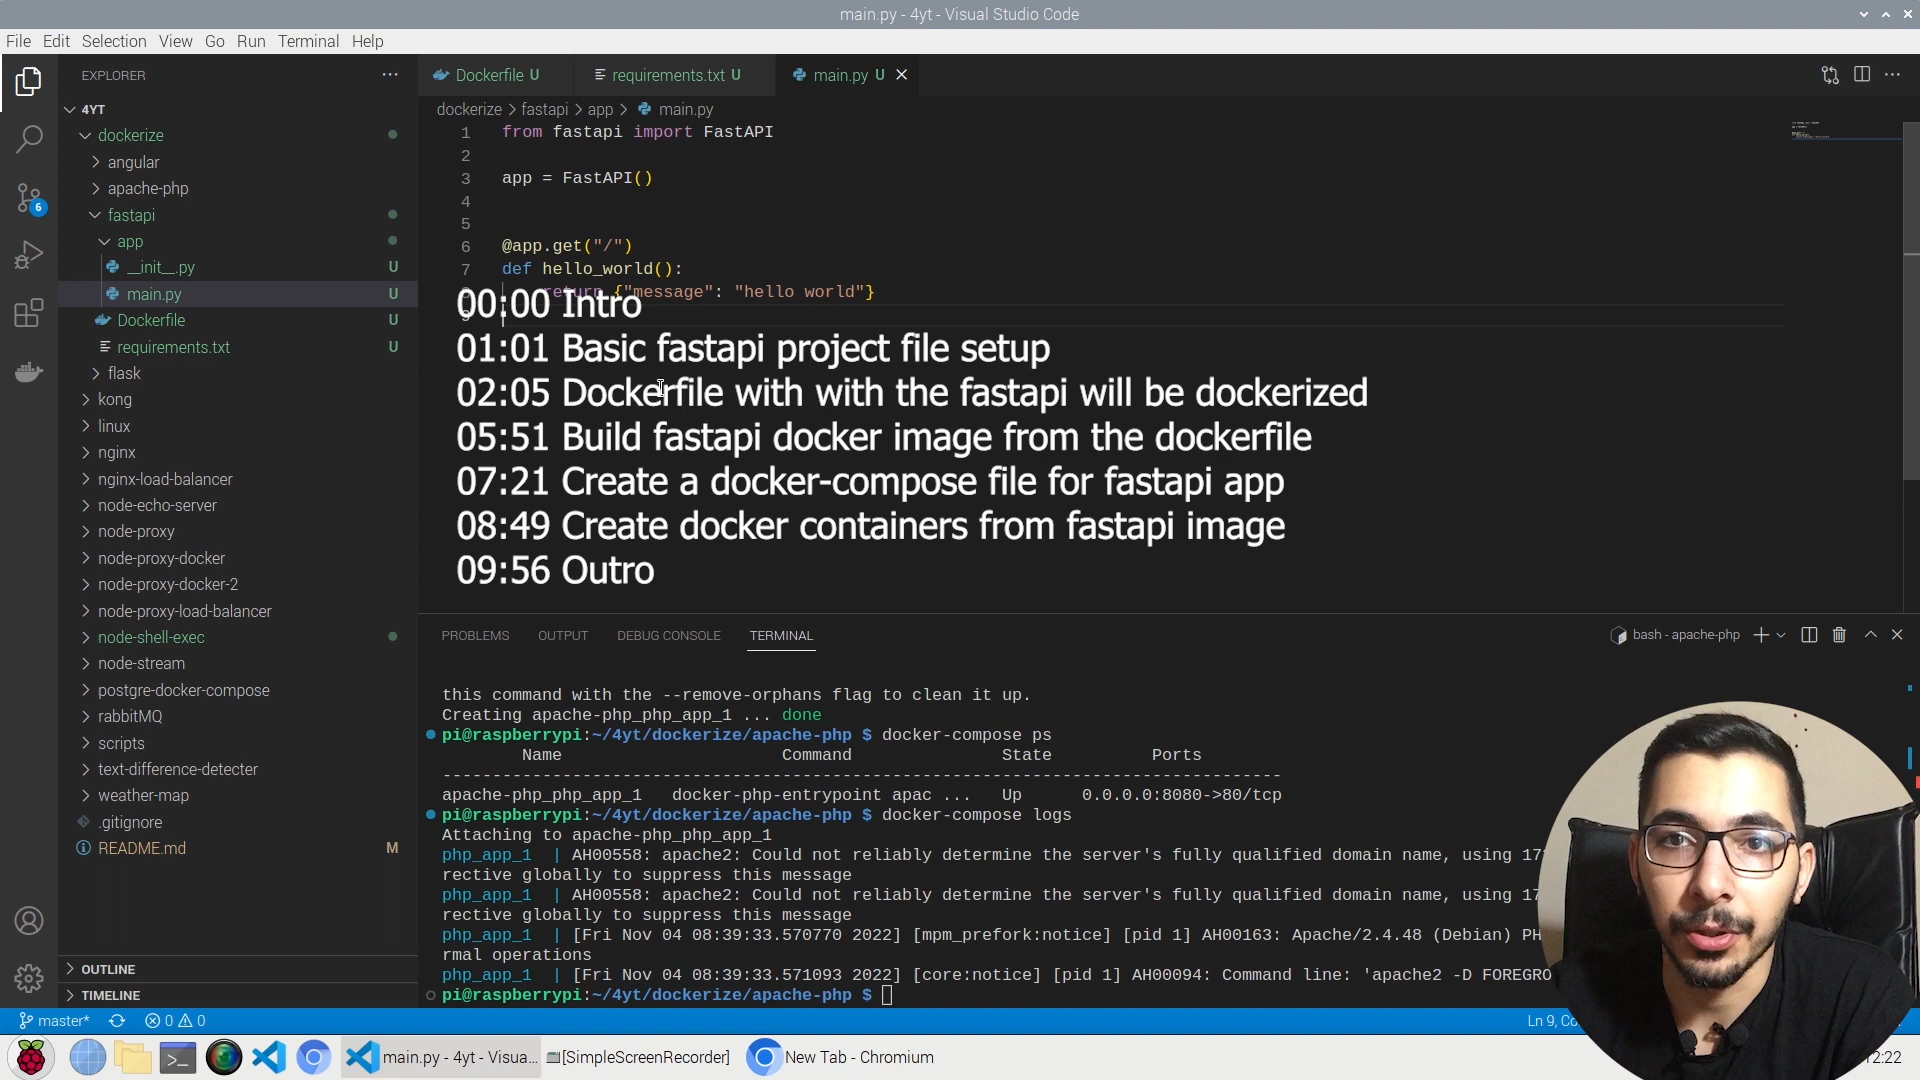 main.py - 4yt - Visual Studio Code
File Edit Selection View Go Run Terminal Help
EXPLORER
4YT
dockerize
angular
apache-php
fastapi
app
__init__.py U
main.py U
Dockerfile U
requirements.txt U
flask
kong
linux
nginx
nginx-load-balancer
node-echo-server
node-proxy
node-proxy-docker
node-proxy-docker-2
node-proxy-load-balancer
node-shell-exec
node-stream
postgre-docker-compose
rabbitMQ
scripts
text-difference-detecter
weather-map
.gitignore
README.md M
OUTLINE
TIMELINE
6
Dockerfile U requirements.txt U main.py U
dockerize > fastapi > app > main.py
1 from fastapi import FastAPI
2
3 app = FastAPI()
4
5
6 @app.get("/")
7 def hello_world():
8 return {"message": "hello world"}
9
00:00 Intro
01:01 Basic fastapi project file setup
02:05 Dockerfile with with the fastapi will be dockerized
05:51 Build fastapi docker image from the dockerfile
07:21 Create a docker-compose file for fastapi app
08:49 Create docker containers from fastapi image
09:56 Outro
PROBLEMS OUTPUT DEBUG CONSOLE TERMINAL
bash - apache-php
this command with the --remove-orphans flag to clean it up.
Creating apache-php_php_app_1 ... done
pi@raspberrypi:~/4yt/dockerize/apache-php $ docker-compose ps
Name Command State Ports
------------------------------------------------------------------------------------
apache-php_php_app_1 docker-php-entrypoint apac ... Up 0.0.0.0:8080->80/tcp
pi@raspberrypi:~/4yt/dockerize/apache-php $ docker-compose logs
Attaching to apache-php_php_app_1
php_app_1 | AH00558: apache2: Could not reliably determine the server's fully qualified domain name, using 17
rective globally to suppress this message
php_app_1 | AH00558: apache2: Could not reliably determine the server's fully qualified domain name, using 17
rective globally to suppress this message
php_app_1 | [Fri Nov 04 08:39:33.570770 2022] [mpm_prefork:notice] [pid 1] AH00163: Apache/2.4.48 (Debian) PH
rmal operations
php_app_1 | [Fri Nov 04 08:39:33.571093 2022] [core:notice] [pid 1] AH00094: Command line: 'apache2 -D FOREGRO
pi@raspberrypi:~/4yt/dockerize/apache-php $
master* 0 0 Ln 9, Co
main.py - 4yt - Visua... [SimpleScreenRecorder] New Tab - Chromium 12:22